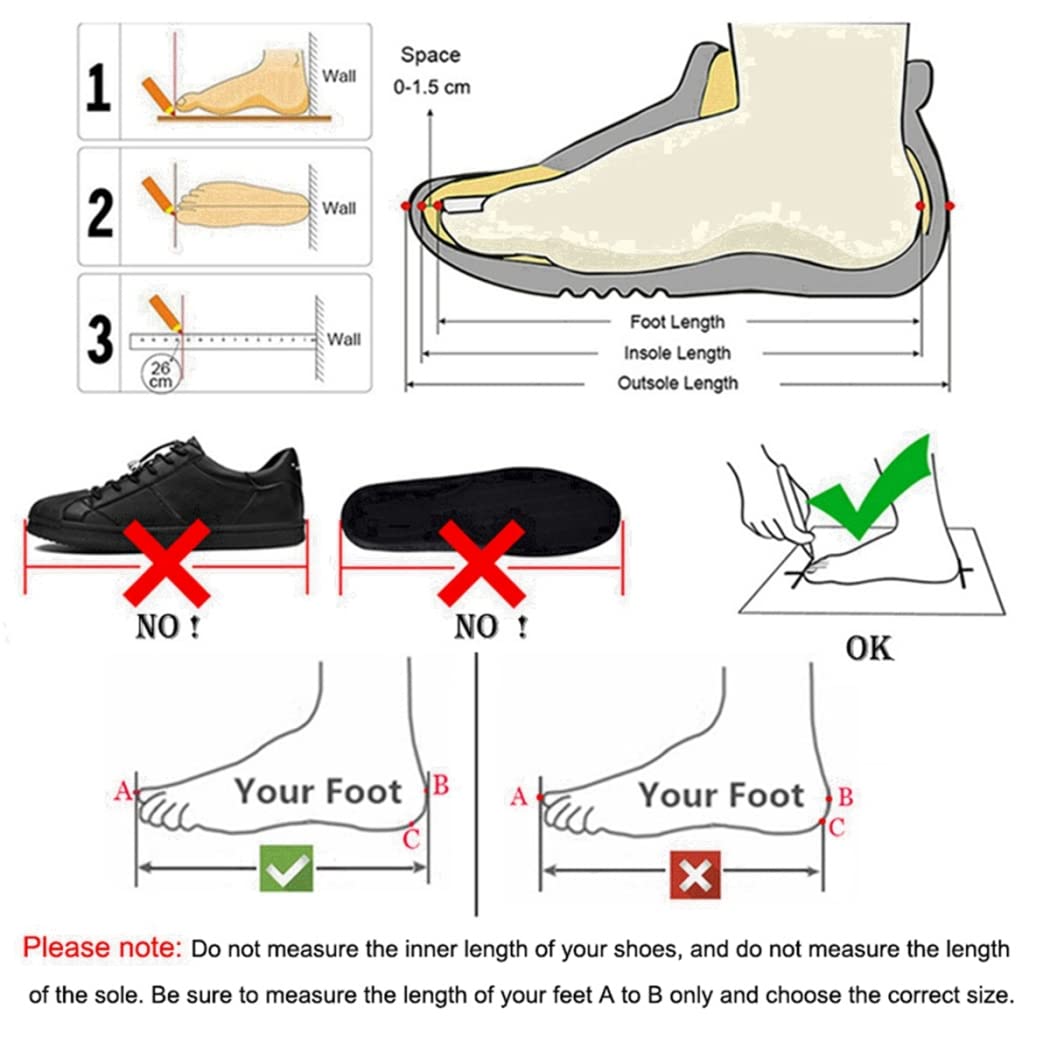 1
Wall
2
Wall
3
Wall
26
cm
Space
0-1.5 cm
Foot Length
Insole Length
Outsole Length
NO !
NO !
OK
A
Your Foot
B
C
A
Your Foot
B
C
Please note: Do not measure the inner length of your shoes, and do not measure the length
of the sole. Be sure to measure the length of your feet A to B only and choose the correct size.